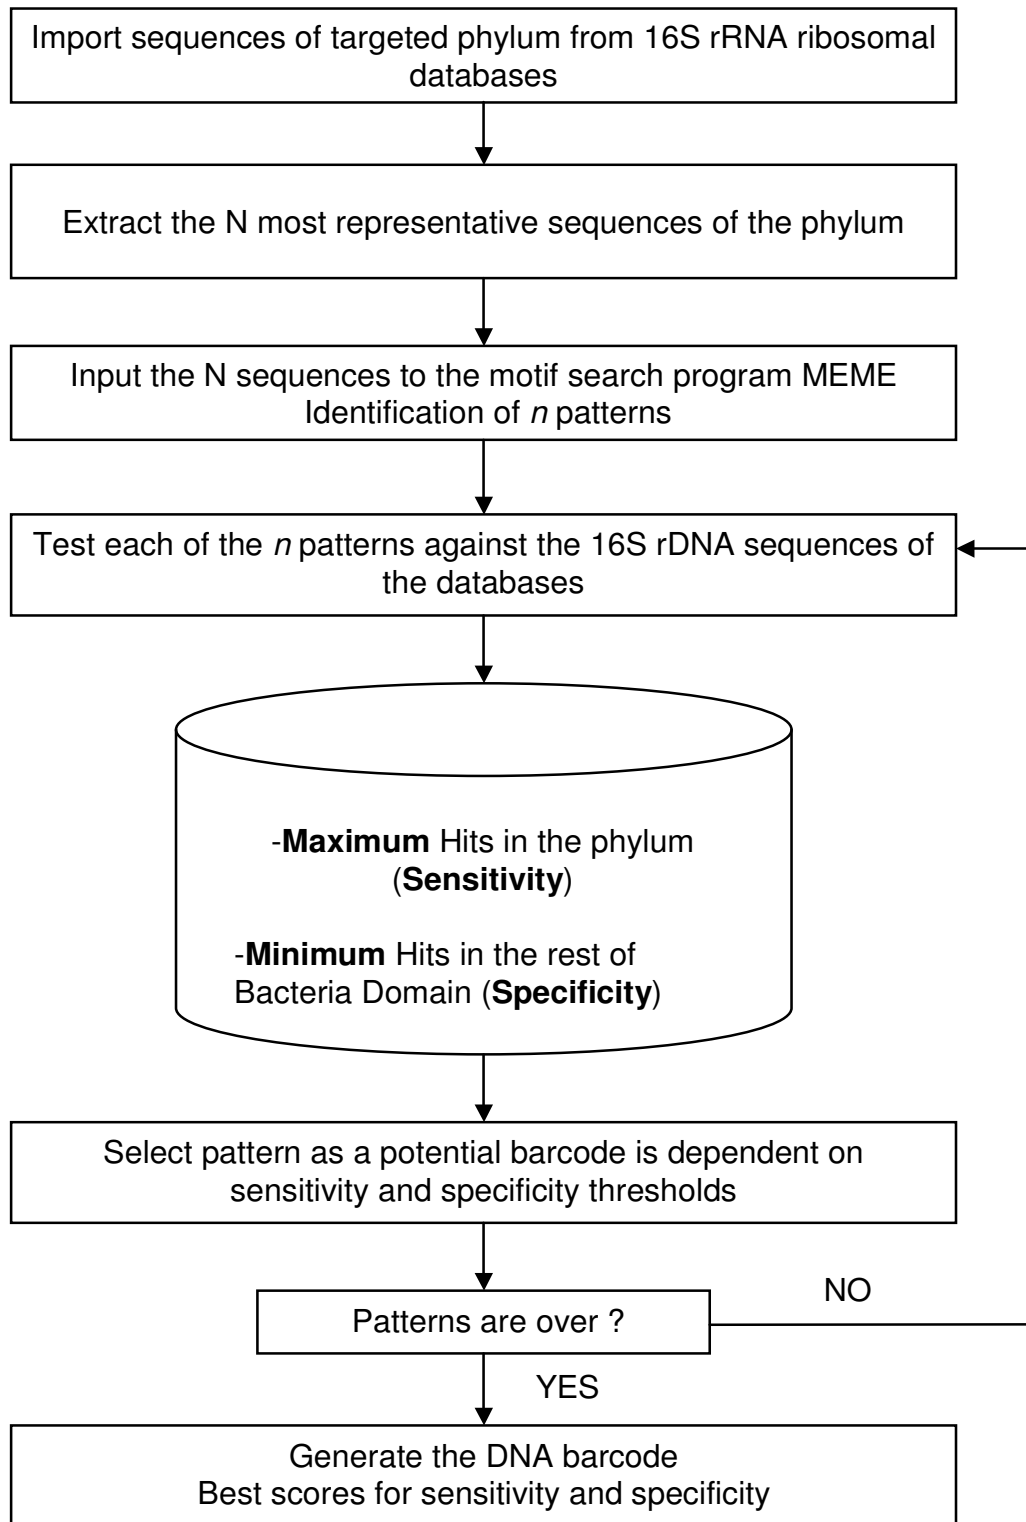 Import sequences of targeted phylum from 16S rRNA ribosomal
databases
Extract the N most representative sequences of the phylum
Input the N sequences to the motif search program MEME
Identification of n patterns
Test each of the n patterns against the 16S rDNA sequences of
the databases
-Maximum Hits in the phylum
(Sensitivity)
-Minimum Hits in the rest of
Bacteria Domain (Specificity)
Select pattern as a potential barcode is dependent on
sensitivity and specificity thresholds
Patterns are over ?
NO
YES
Generate the DNA barcode
Best scores for sensitivity and specificity